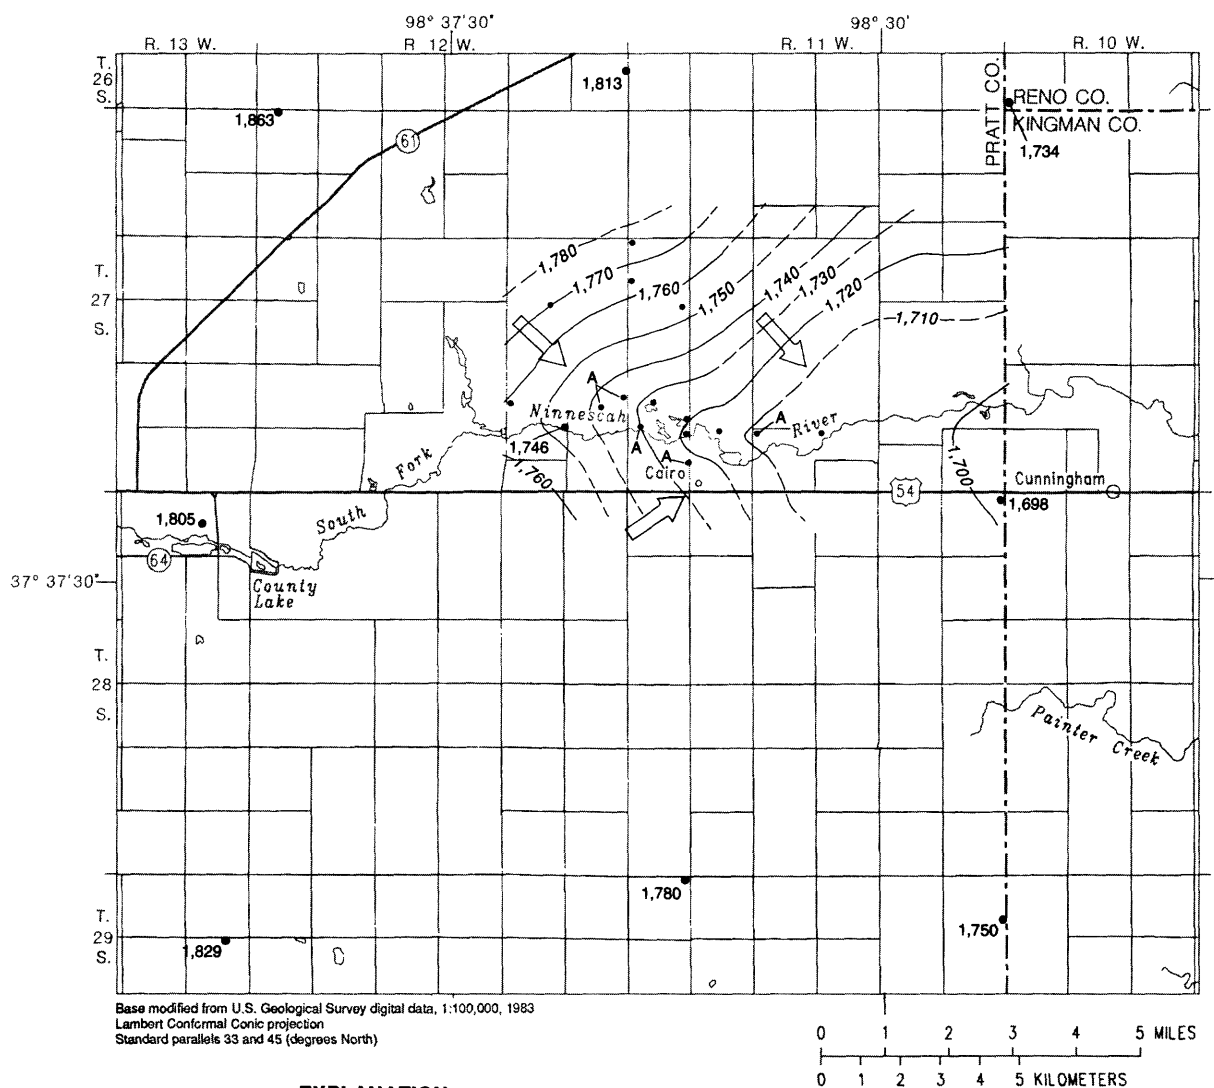 98° 37'30"
98° 30'
R. 13 W.
R 12 W.
R. 11 W.
R. 10 W.
T.
26
S.
1,813
1,863
61
PRATT CO.
RENO CO.
KINGMAN CO.
1,734
T.
27
S.
1,780
1,770
1,760
1,750
1,740
1,730
1,720
1,710
A
Ninnescah
River
A
A
A
1,746
Cairo
1,760
Fork
South
1,700
54
Cunningham
1,698
1,805
64
37° 37'30"
County
Lake
T.
28
S.
Painter Creek
1,780
T.
29
S.
1,829
1,750
Base modified from U.S. Geological Survey digital data, 1:100,000, 1983
Lambert Conformal Conic projection
Standard parallels 33 and 45 (degrees North)
0 1 2 3 4 5 MILES
0 1 2 3 4 5 KILOMETERS
EXPLANATION